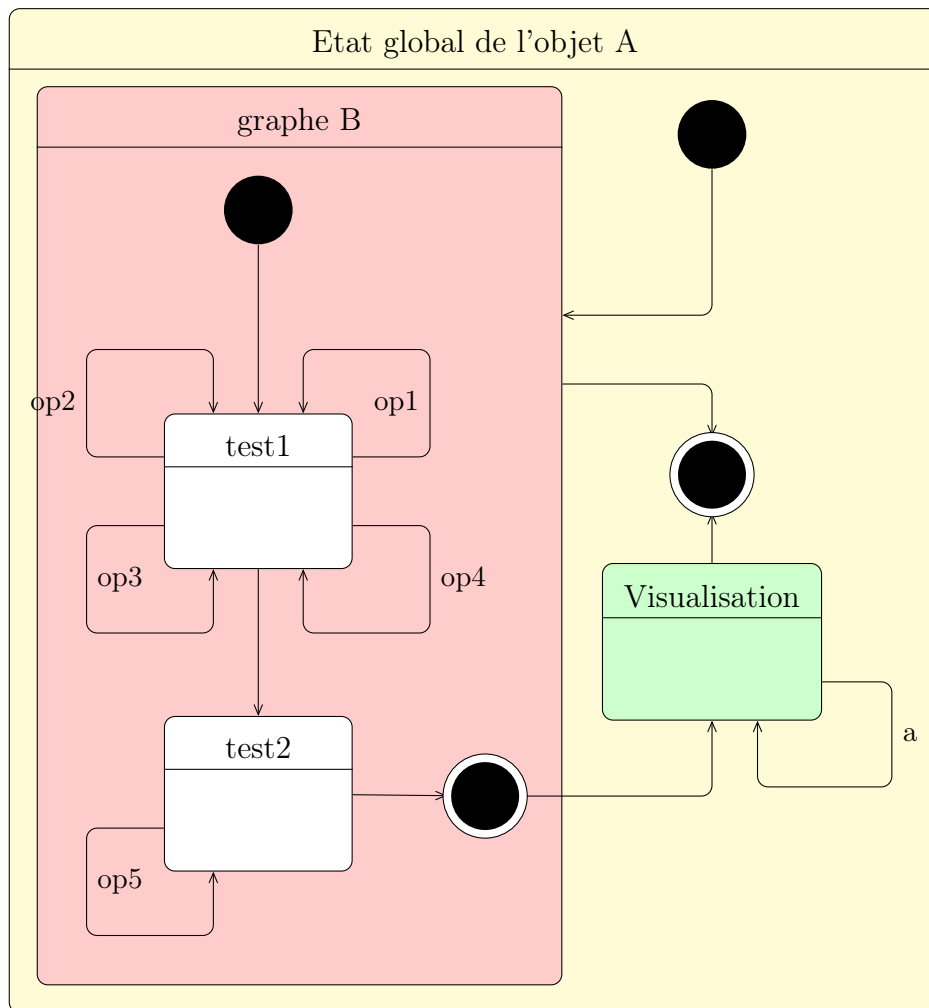 Etat global de l'objet A
graphe B
op2
op1
test1
op3
op4
Visualisation
test2
a
op5